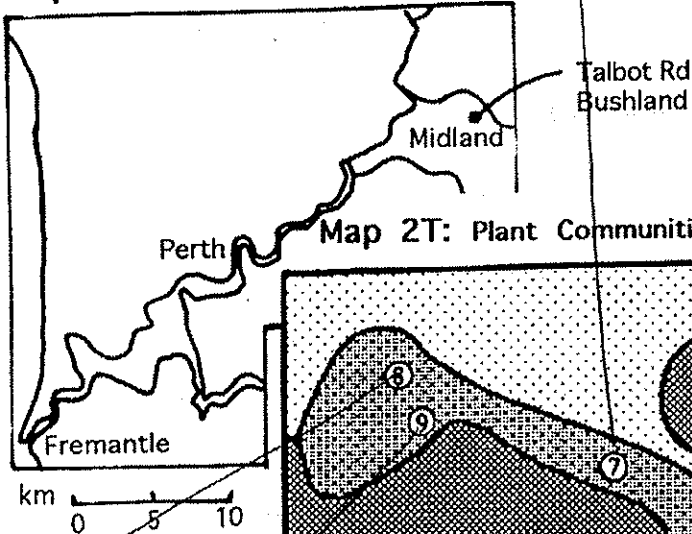 Talbot Rd
Bushland
Midland
Perth
Map 2T: Plant Communiti
8
9
7
Fremantle
km
0 5 10